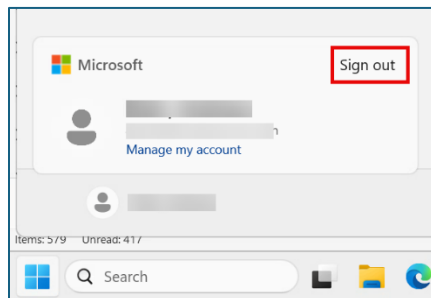 Microsoft
Sign out
Manage my account
Items: 579 Unread: 417
Search